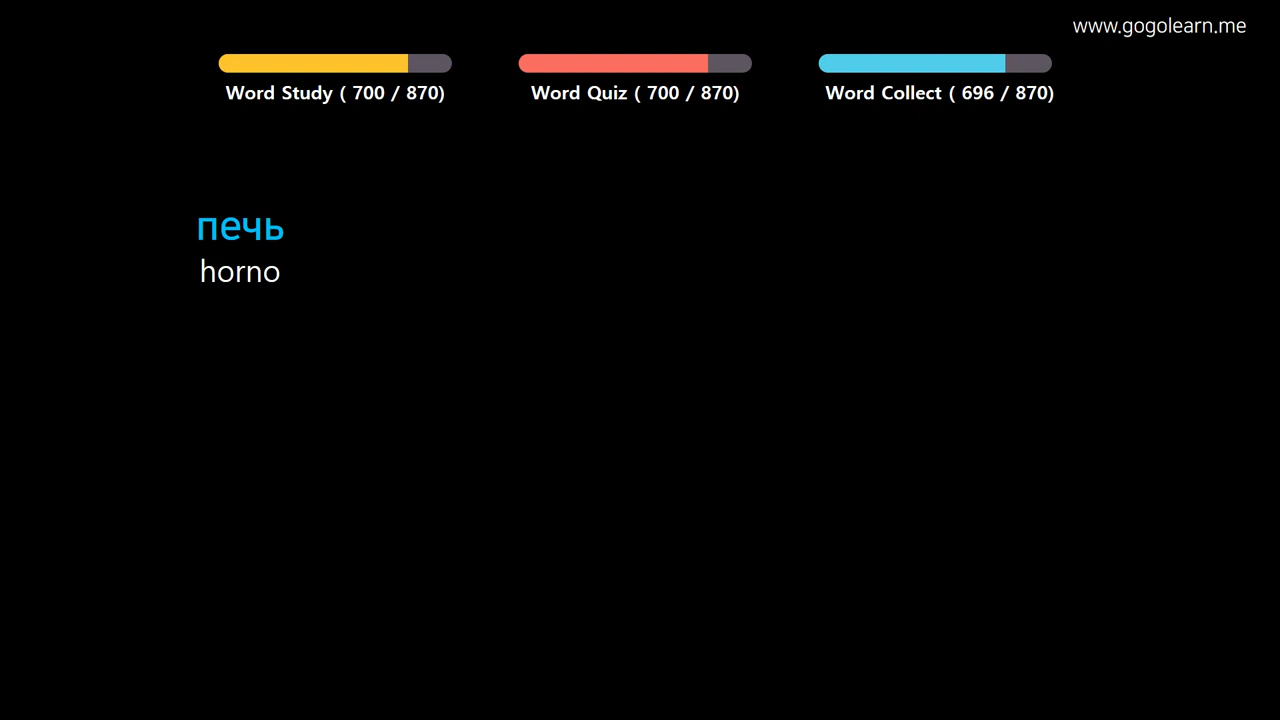 www.gogolearn.me
Word Study ( 700 / 870)
Word Quiz ( 700 / 870)
Word Collect ( 696 / 870)
печь
horno